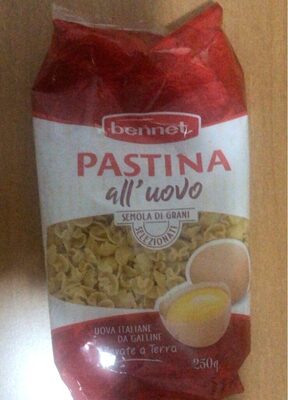 bennet
PASTINA
all'uovo
SEMOLA DI GRANI
SELEZIONATI
UOVA ITALIANE
DA GALLINE
allevate a Terra
250g